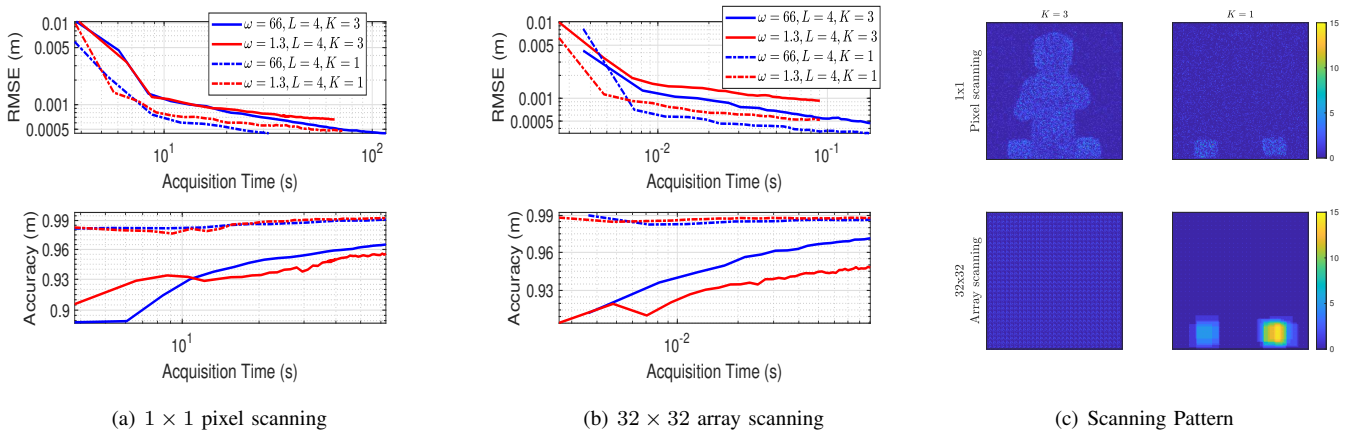 0.01
0.005
0.001
0.0005
RMSE (m)
ω = 66, L = 4, K = 3
ω = 1.3, L = 4, K = 3
ω = 66, L = 4, K = 1
ω = 1.3, L = 4, K = 1
10^1
10^2
Acquisition Time (s)
0.99
0.96
0.93
0.9
Accuracy (m)
10^1
Acquisition Time (s)
(a) 1 × 1 pixel scanning
0.01
0.005
0.001
0.0005
RMSE (m)
ω = 66, L = 4, K = 3
ω = 1.3, L = 4, K = 3
ω = 66, L = 4, K = 1
ω = 1.3, L = 4, K = 1
10^-2
10^-1
Acquisition Time (s)
0.99
0.96
0.93
Accuracy (m)
10^-2
Acquisition Time (s)
(b) 32 × 32 array scanning
K = 3
K = 1
1x1
Pixel scanning
15
10
5
0
32x32
Array scanning
15
10
5
0
(c) Scanning Pattern